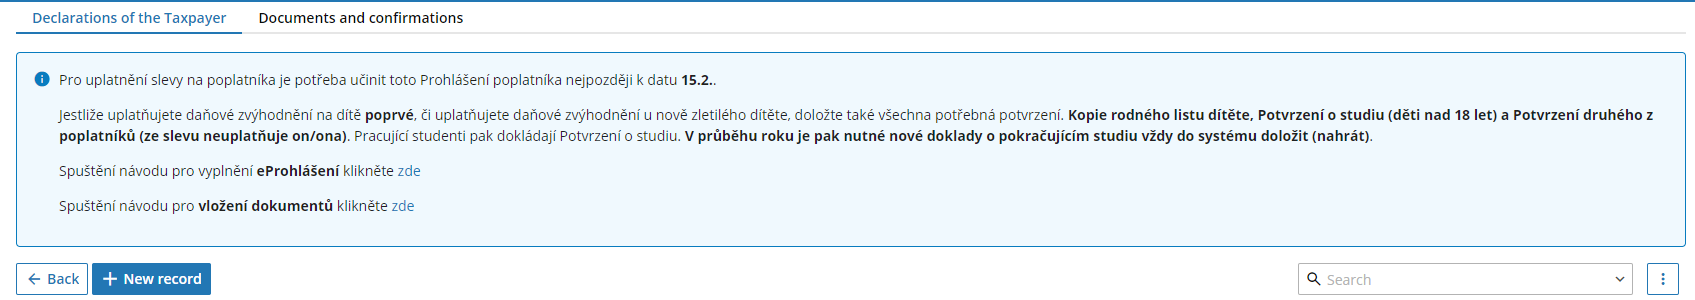 Declarations of the Taxpayer Documents and confirmations
Pro uplatnění slevy na poplatníka je potřeba učinit toto Prohlášení poplatníka nejpozději k datu 15.2..
Jestliže uplatňujete daňové zvýhodnění na dítě poprvé, či uplatňujete daňové zvýhodnění u nově zletilého dítěte, doložte také všechna potřebná potvrzení. Kopie rodného listu dítěte, Potvrzení o studiu (děti nad 18 let) a Potvrzení druhého z
poplatníků (ze slevu neuplatňuje on/ona). Pracující studenti pak dokládají Potvrzení o studiu. V průběhu roku je pak nutné nové doklady o pokračujícím studiu vždy do systému doložit (nahrát).
Spuštění návodu pro vyplnění eProhlášení klikněte zde
Spuštění návodu pro vložení dokumentů klikněte zde
Back New record Search